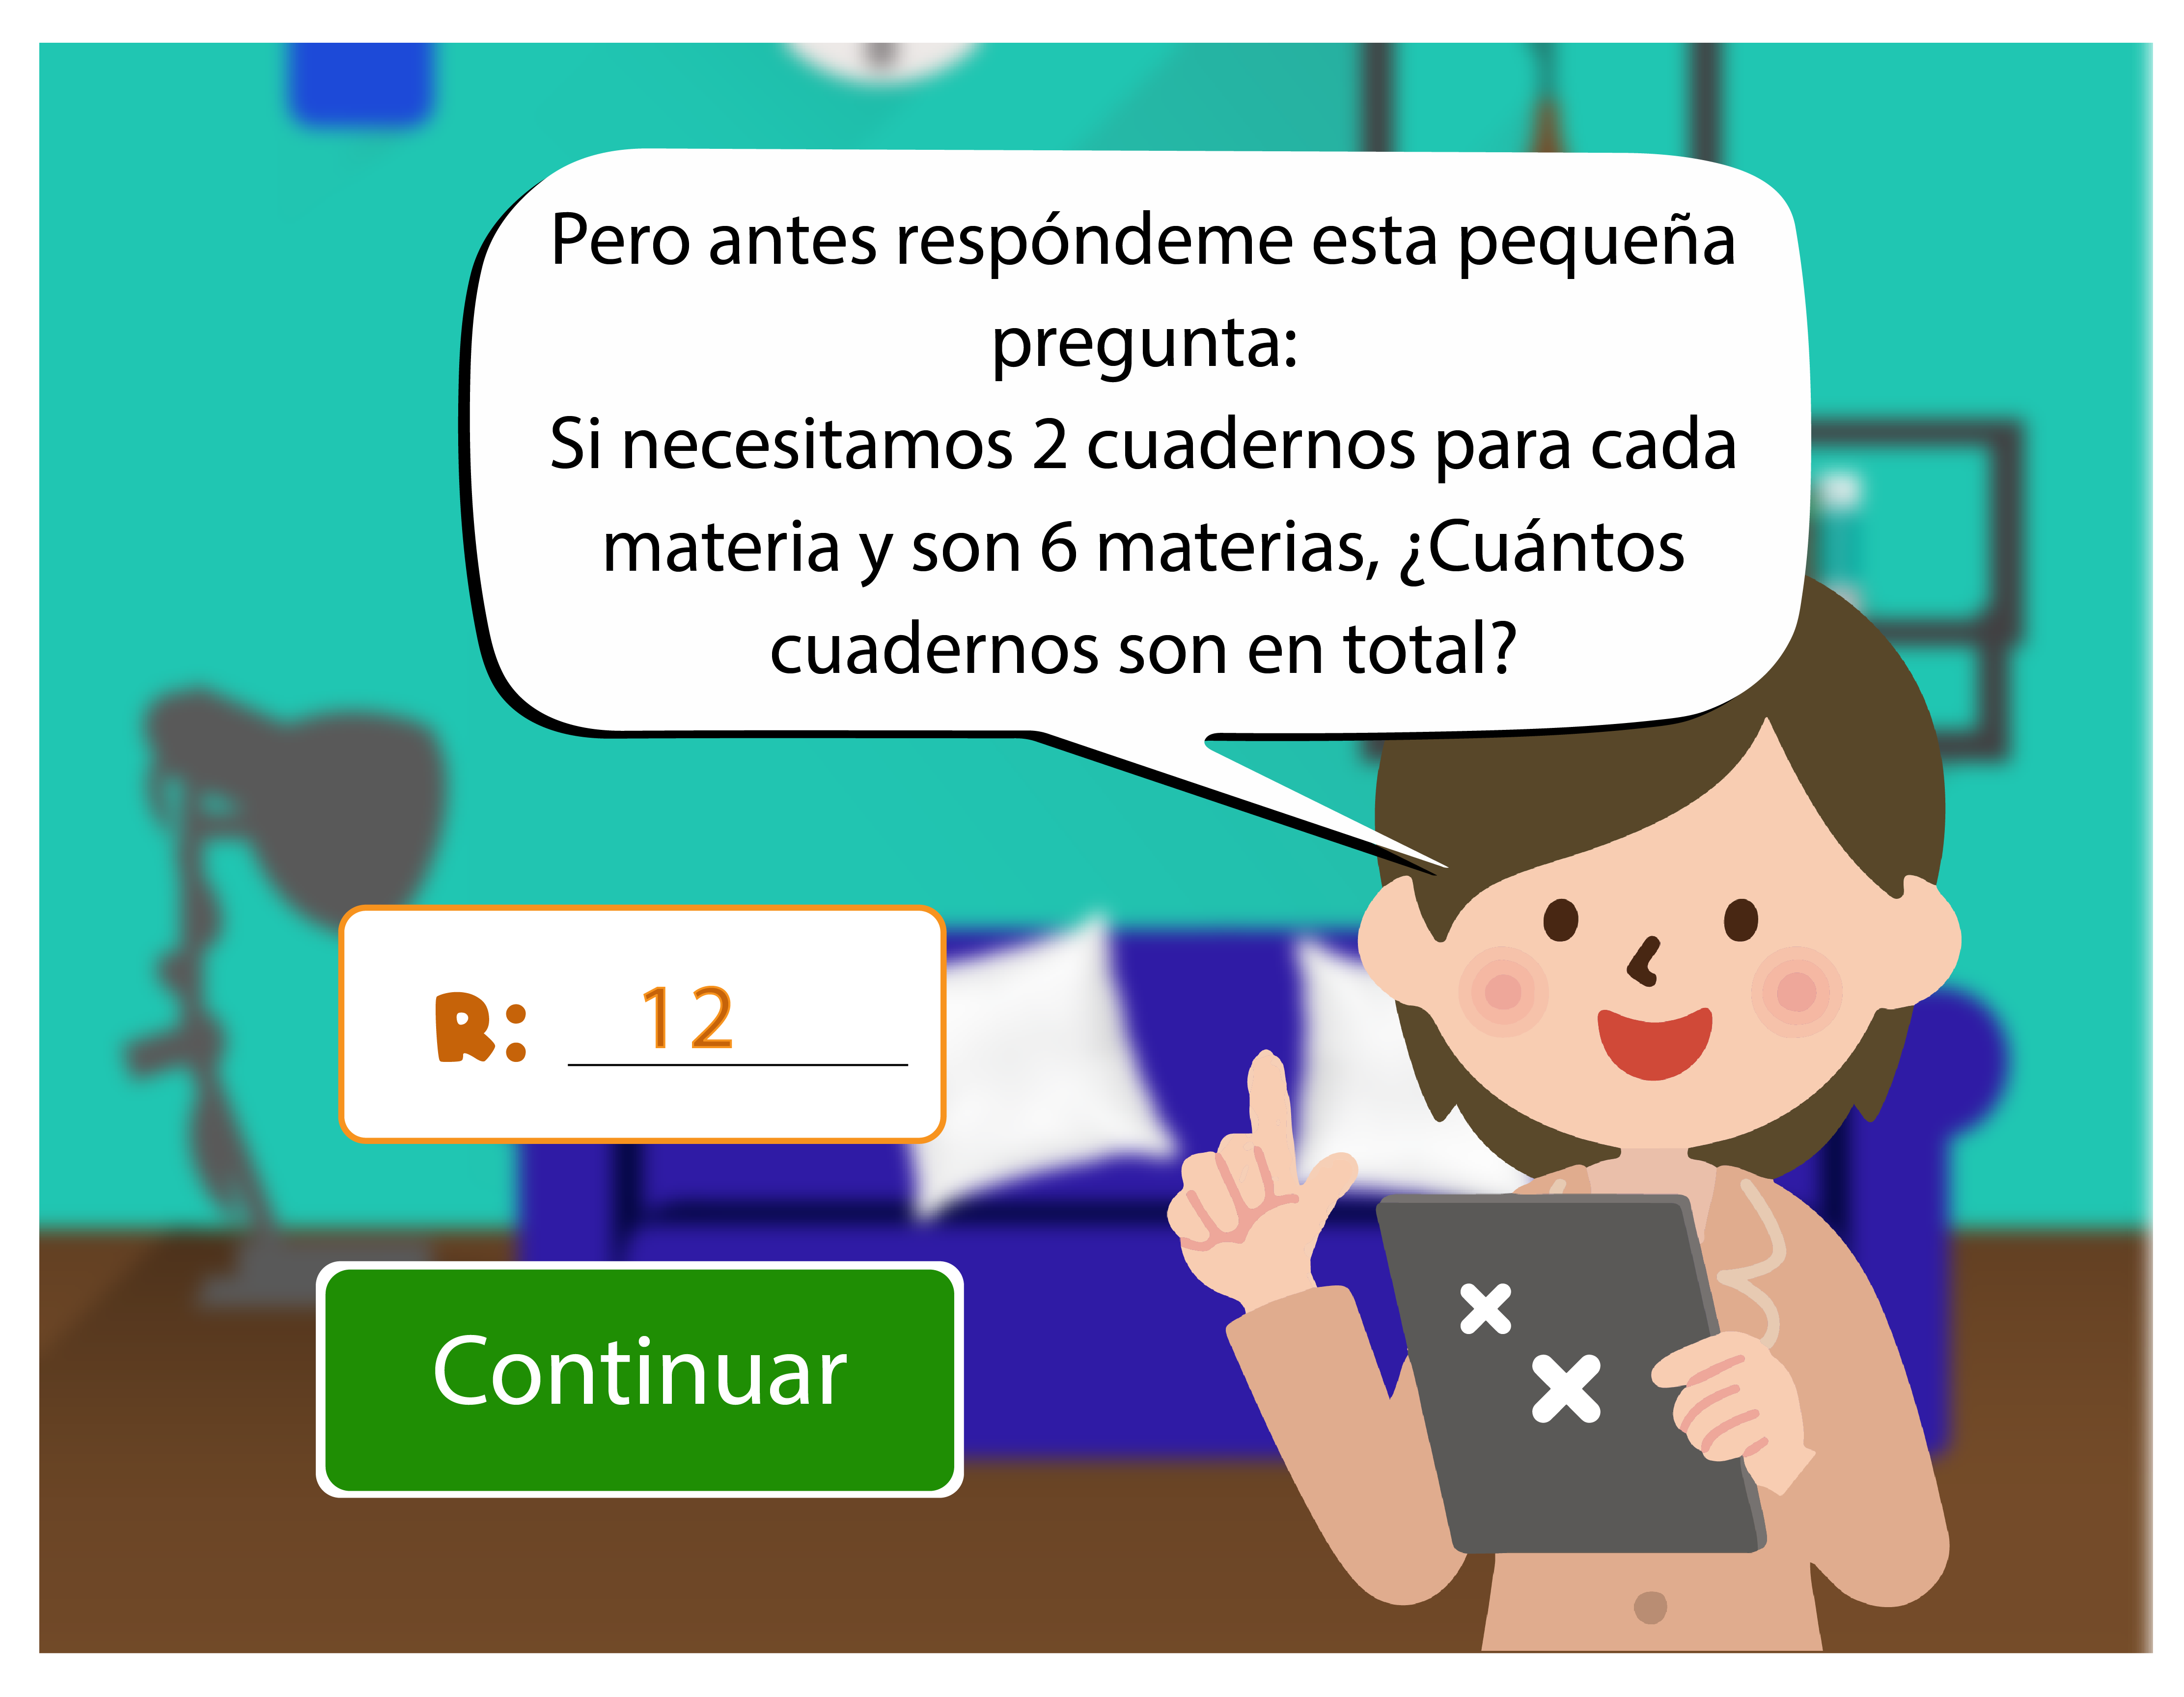 Pero antes respóndeme esta pequeña
pregunta:
Si necesitamos 2 cuadernos para cada
materia y son 6 materias, ¿Cuántos
cuadernos son en total?
R: 12
Continuar